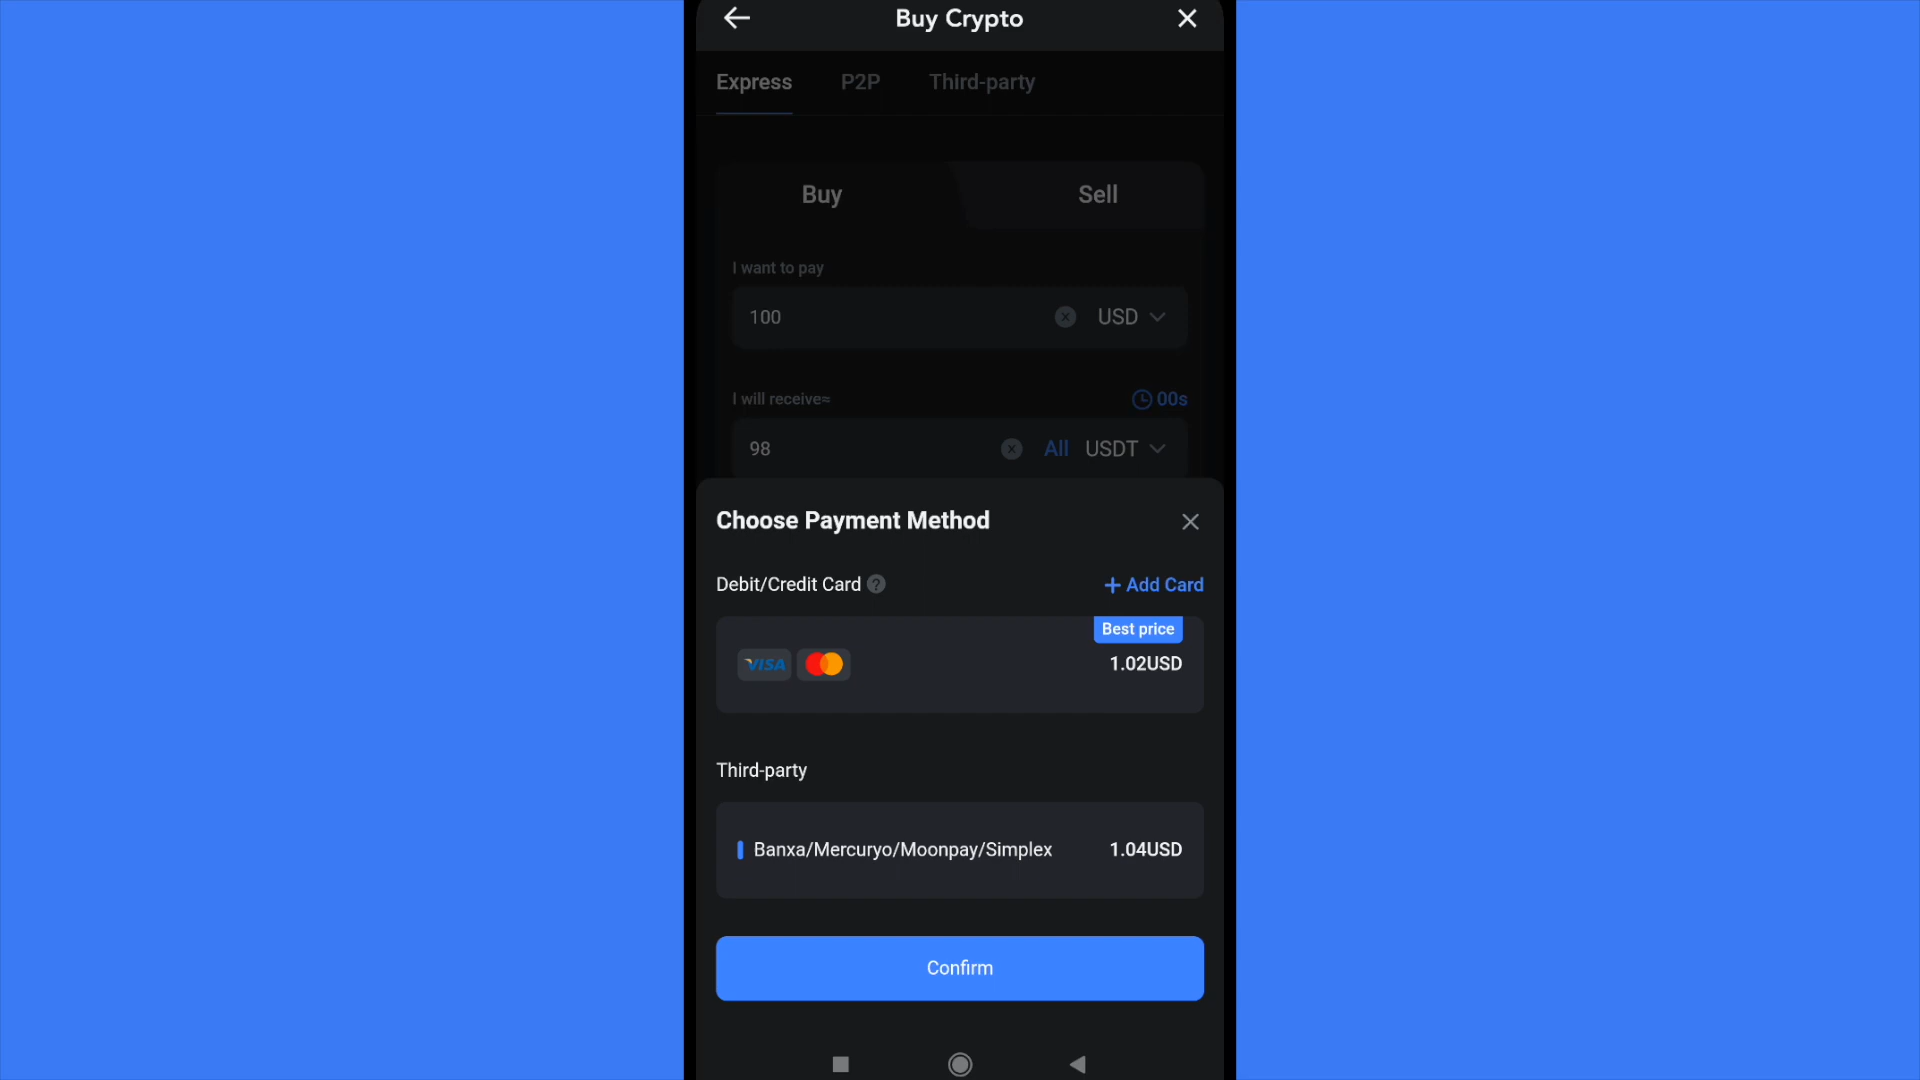 Buy Crypto
Express P2P Third-party
Buy Sell
I want to pay
100 USD
I will receive≈ 00s
98 All USDT
Choose Payment Method
Debit/Credit Card ? + Add Card
Best price
VISA 1.02USD
Third-party
Banxa/Mercuryo/Moonpay/Simplex 1.04USD
Confirm